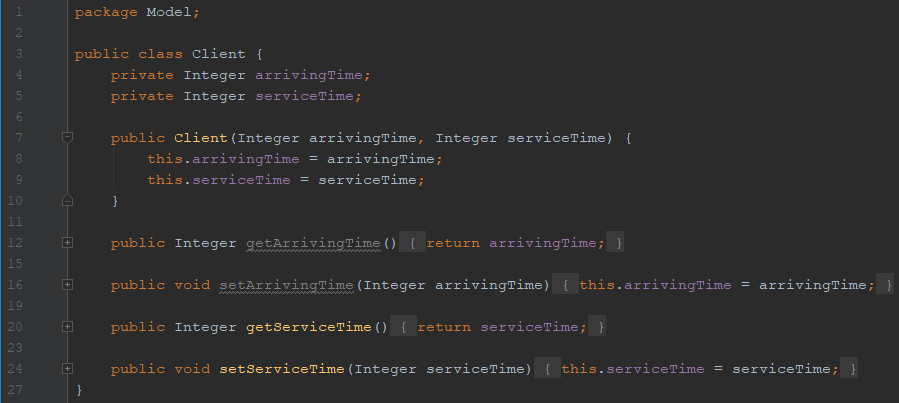 1 package Model;
2
3 public class Client {
4 private Integer arrivingTime;
5 private Integer serviceTime;
6
7 public Client(Integer arrivingTime, Integer serviceTime) {
8 this.arrivingTime = arrivingTime;
9 this.serviceTime = serviceTime;
10 }
11
12 public Integer getArrivingTime() { return arrivingTime; }
15
16 public void setArrivingTime(Integer arrivingTime) { this.arrivingTime = arrivingTime; }
19
20 public Integer getServiceTime() { return serviceTime; }
23
24 public void setServiceTime(Integer serviceTime) { this.serviceTime = serviceTime; }
27 }